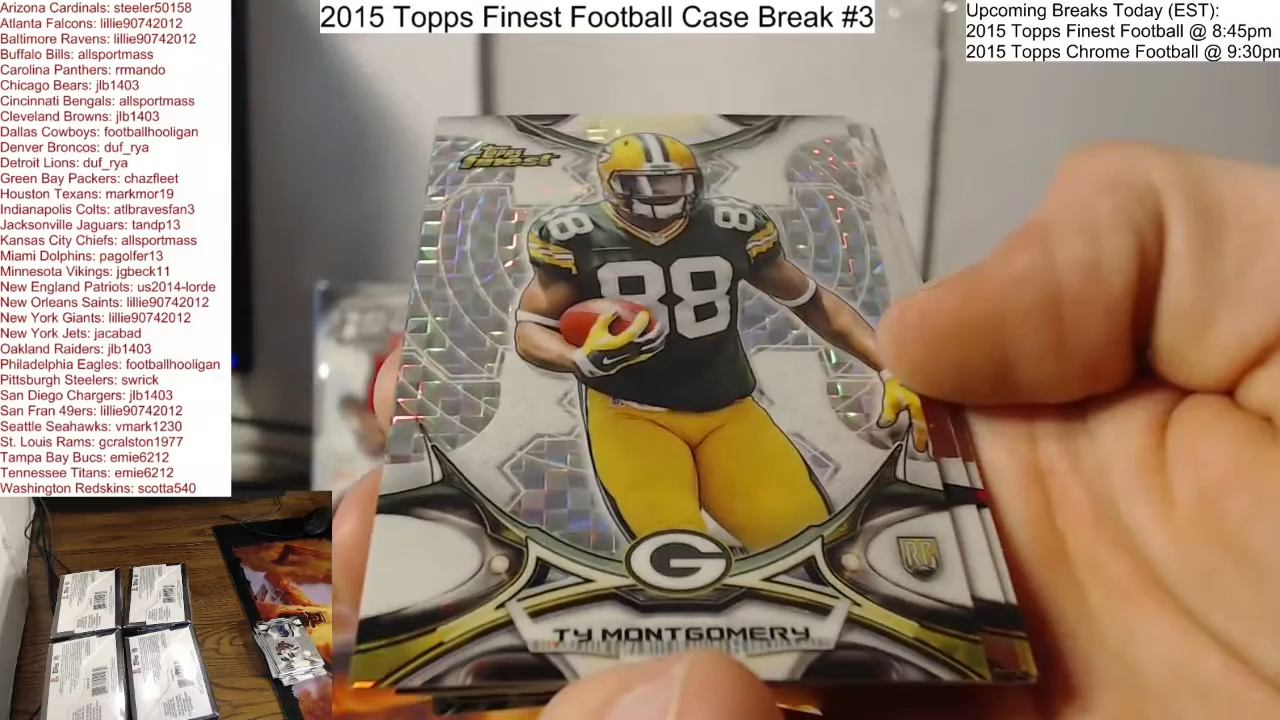 Arizona Cardinals: steeler50158
Atlanta Falcons: lillie90742012
Baltimore Ravens: lillie90742012
Buffalo Bills: allsportmass
Carolina Panthers: rrmando
Chicago Bears: jlb1403
Cincinnati Bengals: allsportmass
Cleveland Browns: jlb1403
Dallas Cowboys: footballhooligan
Denver Broncos: duf_rya
Detroit Lions: duf_rya
Green Bay Packers: chazfleet
Houston Texans: markmor19
Indianapolis Colts: atlbravesfan3
Jacksonville Jaguars: tandp13
Kansas City Chiefs: allsportmass
Miami Dolphins: pagolfer13
Minnesota Vikings: jgbeck11
New England Patriots: us2014-lorde
New Orleans Saints: lillie90742012
New York Giants: lillie90742012
New York Jets: jacabad
Oakland Raiders: jlb1403
Philadelphia Eagles: footballhooligan
Pittsburgh Steelers: swrick
San Diego Chargers: jlb1403
San Fran 49ers: lillie90742012
Seattle Seahawks: vmark1230
St. Louis Rams: gcralston1977
Tampa Bay Bucs: emie6212
Tennessee Titans: emie6212
Washington Redskins: scotta540
2015 Topps Finest Football Case Break #3
Upcoming Breaks Today (EST):
2015 Topps Finest Football @ 8:45pm
2015 Topps Chrome Football @ 9:30pm
Topps
finest
88
88
88
G
RC
TY MONTGOMERY